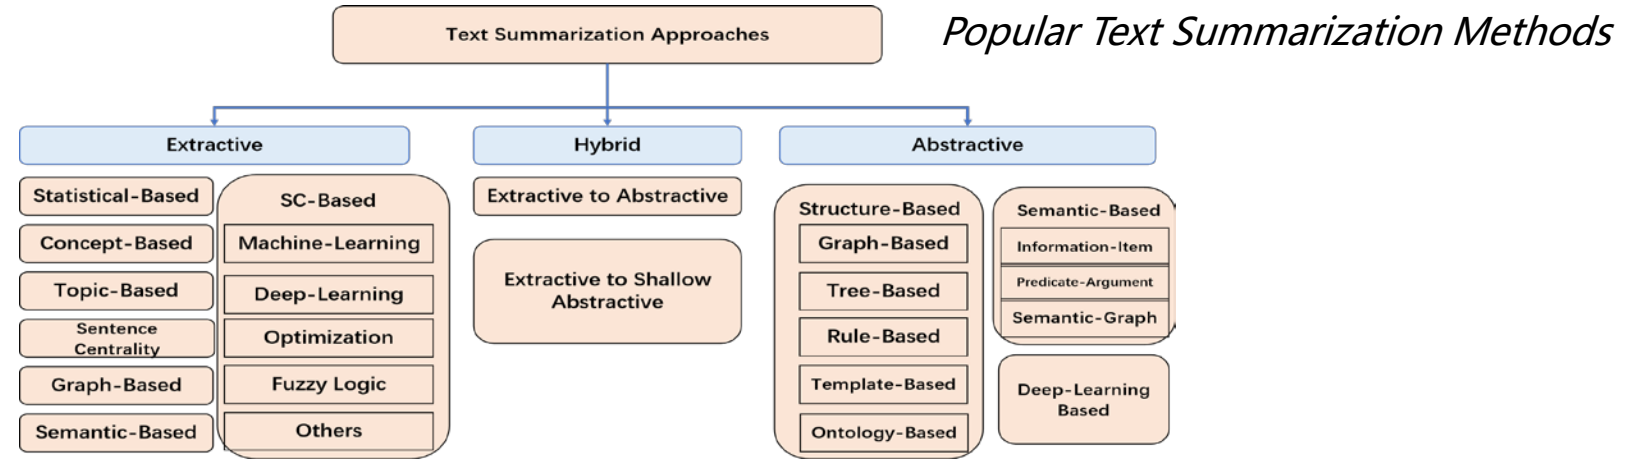 Text Summarization Approaches
Popular Text Summarization Methods
Extractive
Statistical-Based
Concept-Based
Topic-Based
Sentence
Centrality
Graph-Based
Semantic-Based
SC-Based
Machine-Learning
Deep-Learning
Optimization
Fuzzy Logic
Others
Hybrid
Extractive to Abstractive
Extractive to Shallow
Abstractive
Abstractive
Structure-Based
Graph-Based
Tree-Based
Rule-Based
Template-Based
Ontology-Based
Semantic-Based
Information-Item
Predicate-Argument
Semantic-Graph
Deep-Learning
Based